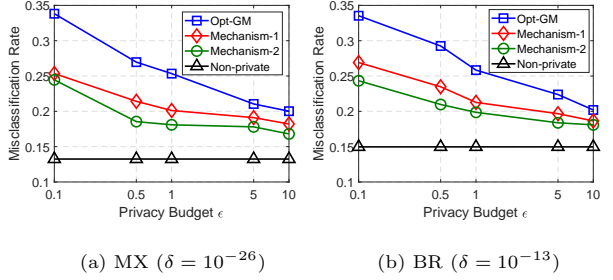 0.35
0.3
0.25
0.2
0.15
0.1
Misclassification Rate
Opt-GM
Mechanism-1
Mechanism-2
Non-private
0.1 0.5 1 5 10
Privacy Budget ϵ
(a) MX (δ = 10⁻²⁶)
0.35
0.3
0.25
0.2
0.15
0.1
Misclassification Rate
Opt-GM
Mechanism-1
Mechanism-2
Non-private
0.1 0.5 1 5 10
Privacy Budget ϵ
(b) BR (δ = 10⁻¹³)